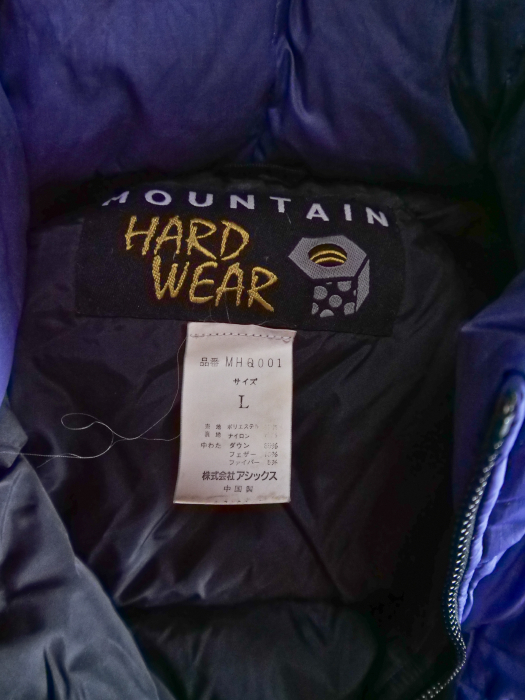 MOUNTAIN
HARD
WEAR
品番 MHQ001
サイズ
L
表地 ポリエステル
裏地 ナイロン
中わた ダウン
フェザー
ファイバー
株式会社アシックス
中国製